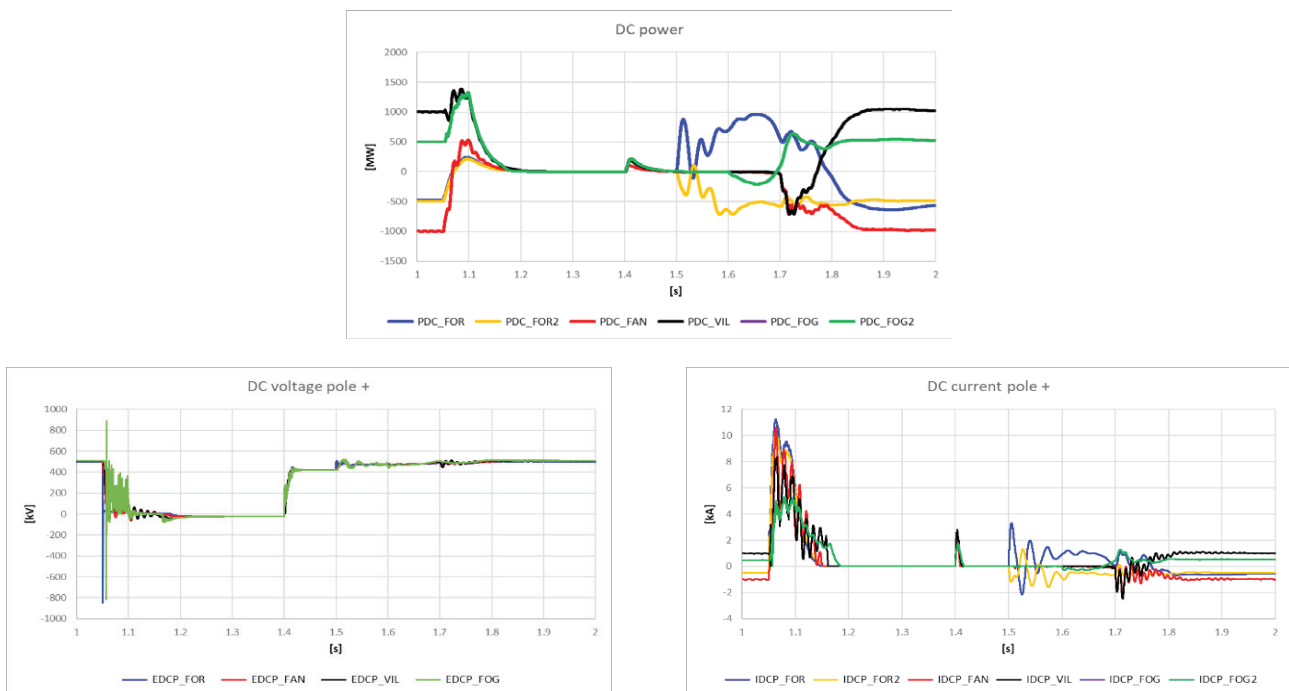 DC power
2000
1500
1000
500
0
-500
-1000
-1500
[MW]
1 1.1 1.2 1.3 1.4 1.5 1.6 1.7 1.8 1.9 2
[s]
PDC_FOR PDC_FOR2 PDC_FAN PDC_VIL PDC_FOG PDC_FOG2
DC voltage pole +
1000
800
600
400
200
0
-200
-400
-600
-800
-1000
[kV]
1 1.1 1.2 1.3 1.4 1.5 1.6 1.7 1.8 1.9 2
[s]
EDCP_FOR EDCP_FAN EDCP_VIL EDCP_FOG
DC current pole +
12
10
8
6
4
2
0
-2
-4
[kA]
1 1.1 1.2 1.3 1.4 1.5 1.6 1.7 1.8 1.9 2
[s]
IDCP_FOR IDCP_FOR2 IDCP_FAN IDCP_VIL IDCP_FOG IDCP_FOG2